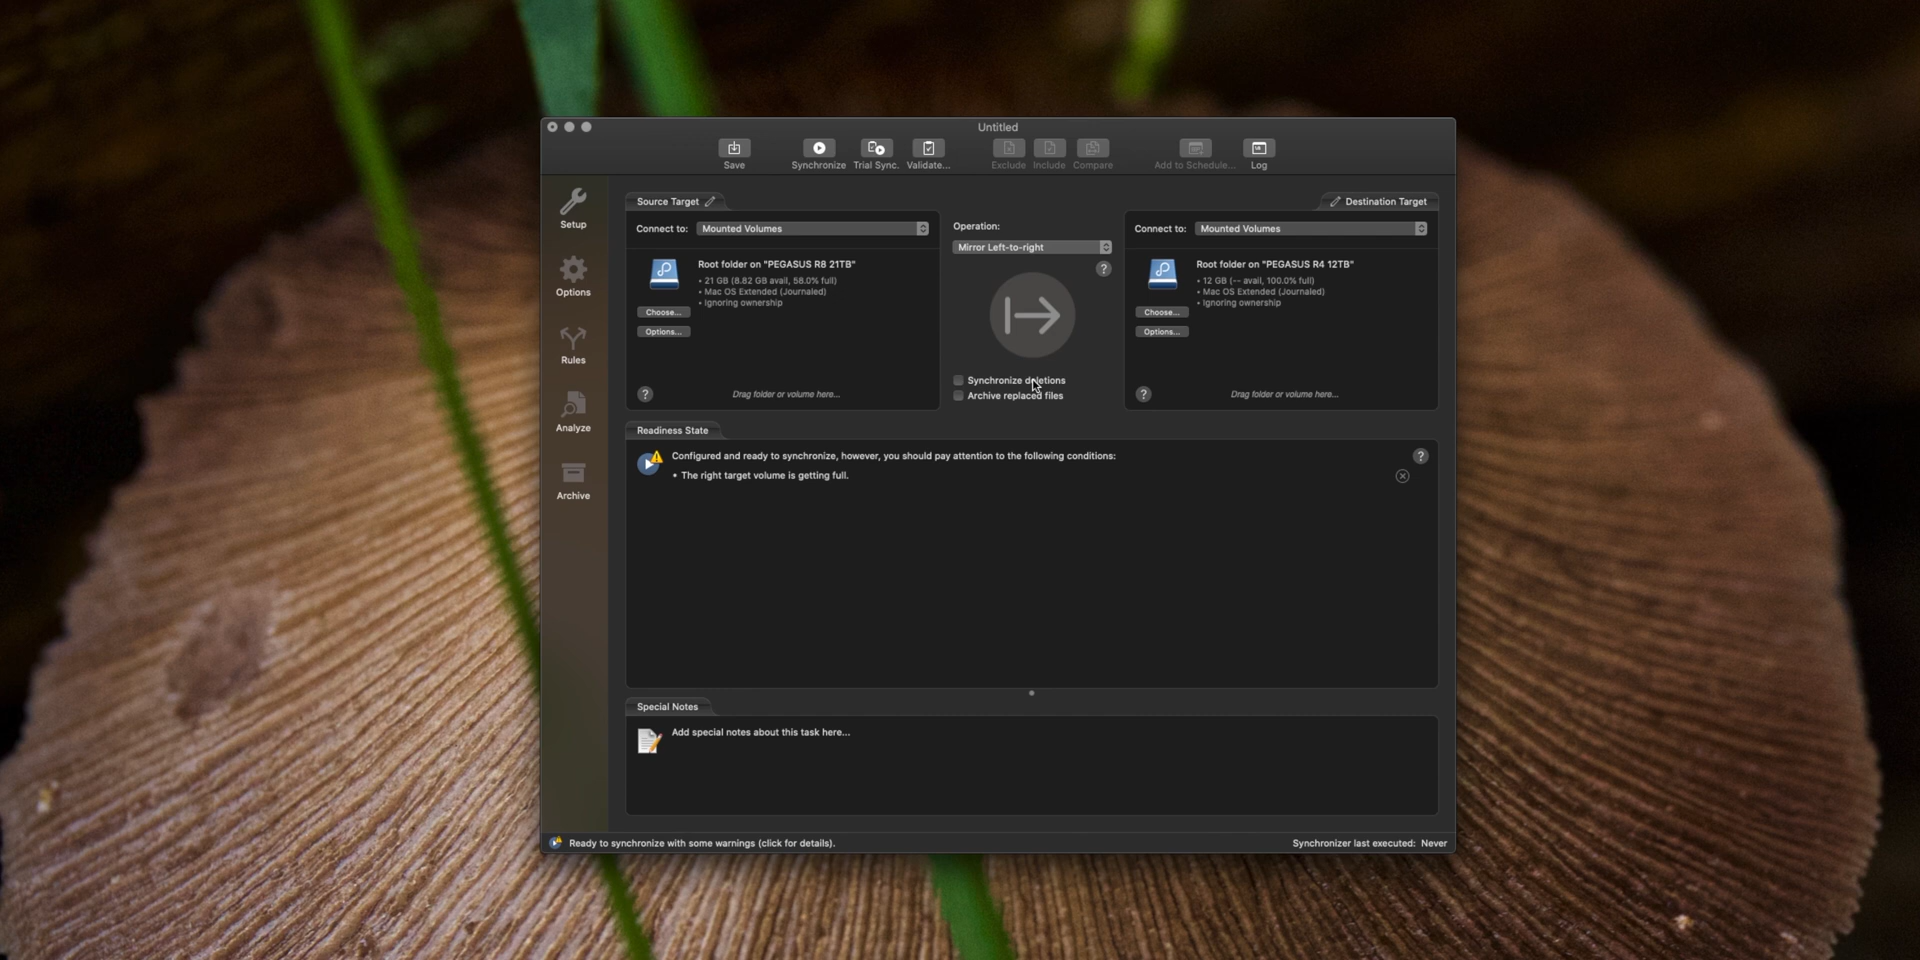 Untitled
Save
Synchronize
Trial Sync.
Validate...
Exclude
Include
Compare
Add to Schedule...
Log
Setup
Options
Rules
Analyze
Archive
Source Target
Connect to: Mounted Volumes
Root folder on "PEGASUS R8 21TB"
• 21 GB (8.82 GB avail, 58.0% full)
• Mac OS Extended (Journaled)
• Ignoring ownership
Choose...
Options...
? Drag folder or volume here...
Operation:
Mirror Left-to-right
?
Synchronize deletions
Archive replaced files
Destination Target
Connect to: Mounted Volumes
Root folder on "PEGASUS R4 12TB"
• 12 GB (-- avail, 100.0% full)
• Mac OS Extended (Journaled)
• Ignoring ownership
Choose...
Options...
? Drag folder or volume here...
Readiness State
Configured and ready to synchronize, however, you should pay attention to the following conditions: ?
• The right target volume is getting full.
Special Notes
Add special notes about this task here...
Ready to synchronize with some warnings (click for details).
Synchronizer last executed: Never